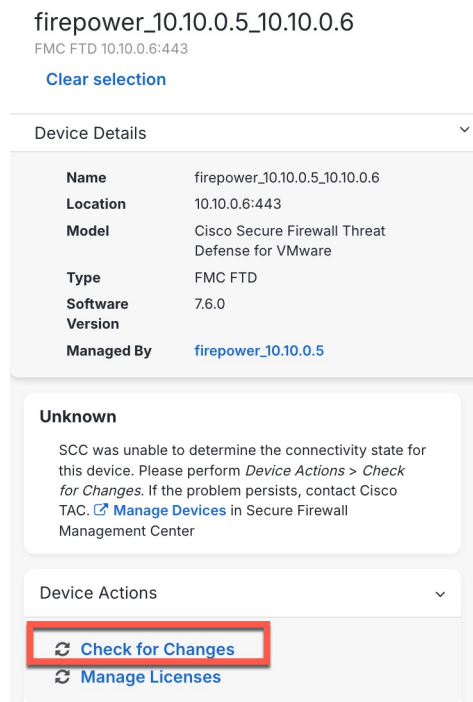 firepower_10.10.0.5_10.10.0.6
FMC FTD 10.10.0.6:443
Clear selection
Device Details
Name firepower_10.10.0.5_10.10.0.6
Location 10.10.0.6:443
Model Cisco Secure Firewall Threat
Defense for VMware
Type FMC FTD
Software 7.6.0
Version
Managed By firepower_10.10.0.5
Unknown
SCC was unable to determine the connectivity state for
this device. Please perform Device Actions > Check
for Changes. If the problem persists, contact Cisco
TAC. Manage Devices in Secure Firewall
Management Center
Device Actions
Check for Changes
Manage Licenses